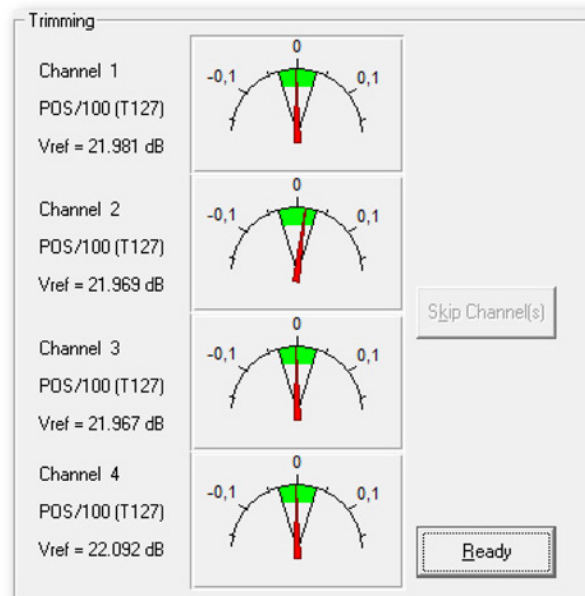 Trimming
Channel 1
POS/100 (T127)
Vref = 21.981 dB
-0,1 0 0,1
Channel 2
POS/100 (T127)
Vref = 21.969 dB
-0,1 0 0,1
Skip Channel(s)
Channel 3
POS/100 (T127)
Vref = 21.967 dB
-0,1 0 0,1
Channel 4
POS/100 (T127)
Vref = 22.092 dB
-0,1 0 0,1
Ready